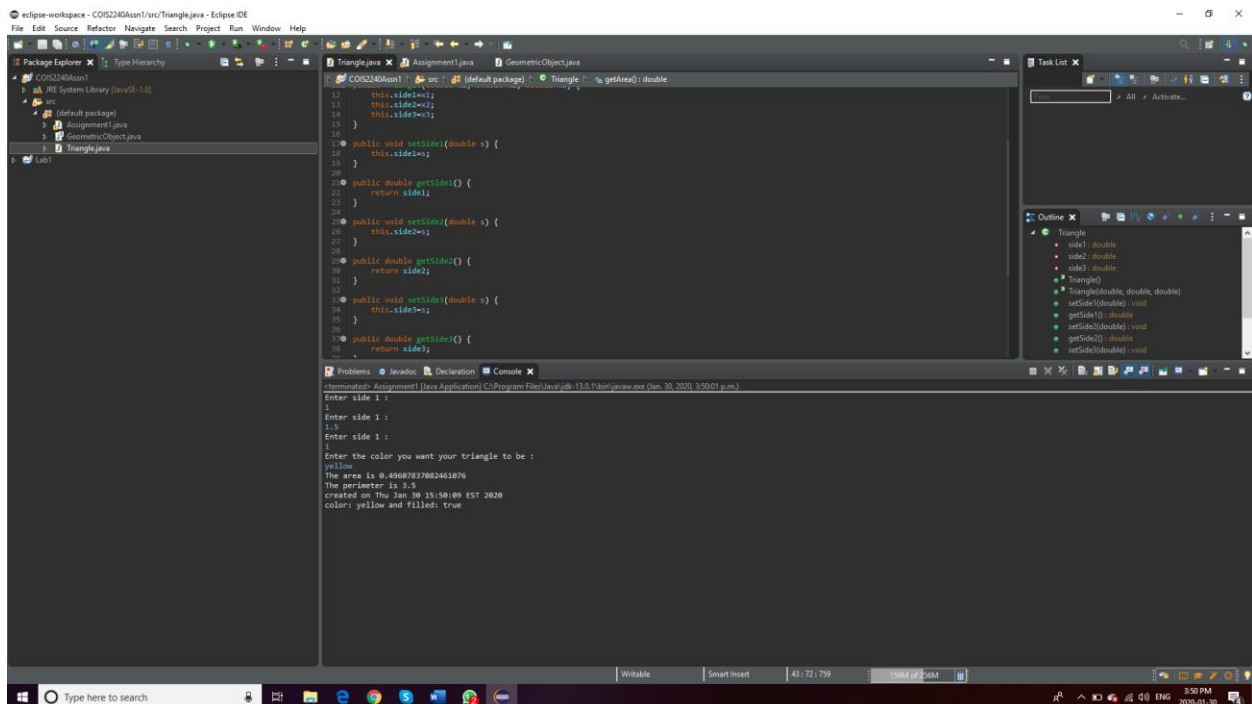 eclipse-workspace - COIS2240Assn1/src/Triangle.java - Eclipse IDE
File Edit Source Refactor Navigate Search Project Run Window Help
Package Explorer Type Hierarchy
COIS2240Assn1
JRE System Library [JavaSE-1.8]
src
(default package)
Assignment1.java
GeometricObject.java
Triangle.java
Lab1
Triangle.java Assignment1.java GeometricObject.java
COIS2240Assn1 src (default package) Triangle getArea() : double
12 this.side1=x1;
13 this.side2=x2;
14 this.side3=x3;
15 }
16
17 public void setSide1(double s) {
18 this.side1=s;
19 }
20
21 public double getSide1() {
22 return side1;
23 }
24
25 public void setSide2(double s) {
26 this.side2=s;
27 }
28
29 public double getSide2() {
30 return side2;
31 }
32
33 public void setSide3(double s) {
34 this.side3=s;
35 }
36
37 public double getSide3() {
38 return side3;
Task List
Find All Activate...
Outline
Triangle
side1 : double
side2 : double
side3 : double
Triangle()
Triangle(double, double, double)
setSide1(double) : void
getSide1() : double
setSide2(double) : void
getSide2() : double
setSide3(double) : void
Problems Javadoc Declaration Console
<terminated> Assignment1 [Java Application] C:\Program Files\Java\jdk-13.0.1\bin\javaw.exe (Jan. 30, 2020, 3:50:01 p.m.)
Enter side 1 :
1
Enter side 1 :
1.5
Enter side 1 :
1
Enter the color you want your triangle to be :
yellow
The area is 0.49607837082461076
The perimeter is 3.5
created on Thu Jan 30 15:50:09 EST 2020
color: yellow and filled: true
Writable Smart Insert 43 : 72 : 759 159M of 256M
Type here to search
ENG 3:50 PM
2020-01-30